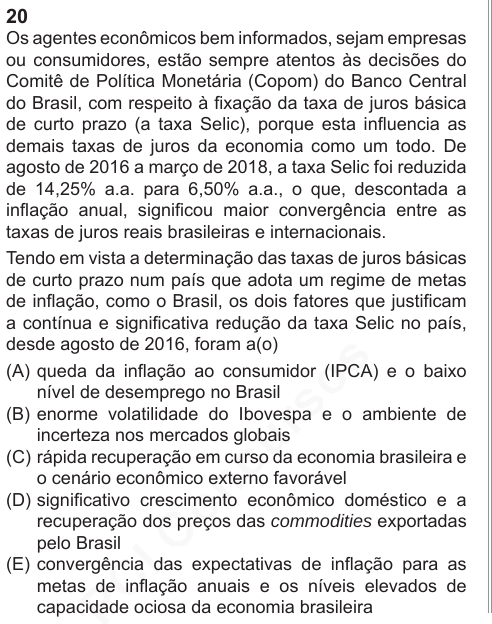 20
Os agentes econômicos bem informados, sejam empresas
ou consumidores, estão sempre atentos às decisões do
Comitê de Política Monetária (Copom) do Banco Central
do Brasil, com respeito à fixação da taxa de juros básica
de curto prazo (a taxa Selic), porque esta influencia as
demais taxas de juros da economia como um todo. De
agosto de 2016 a março de 2018, a taxa Selic foi reduzida
de 14,25% a.a. para 6,50% a.a., o que, descontada a
inflação anual, significou maior convergência entre as
taxas de juros reais brasileiras e internacionais.
Tendo em vista a determinação das taxas de juros básicas
de curto prazo num país que adota um regime de metas
de inflação, como o Brasil, os dois fatores que justificam
a contínua e significativa redução da taxa Selic no país,
desde agosto de 2016, foram a(o)
(A) queda da inflação ao consumidor (IPCA) e o baixo
nível de desemprego no Brasil
(B) enorme volatilidade do Ibovespa e o ambiente de
incerteza nos mercados globais
(C) rápida recuperação em curso da economia brasileira e
o cenário econômico externo favorável
(D) significativo crescimento econômico doméstico e a
recuperação dos preços das commodities exportadas
pelo Brasil
(E) convergência das expectativas de inflação para as
metas de inflação anuais e os níveis elevados de
capacidade ociosa da economia brasileira